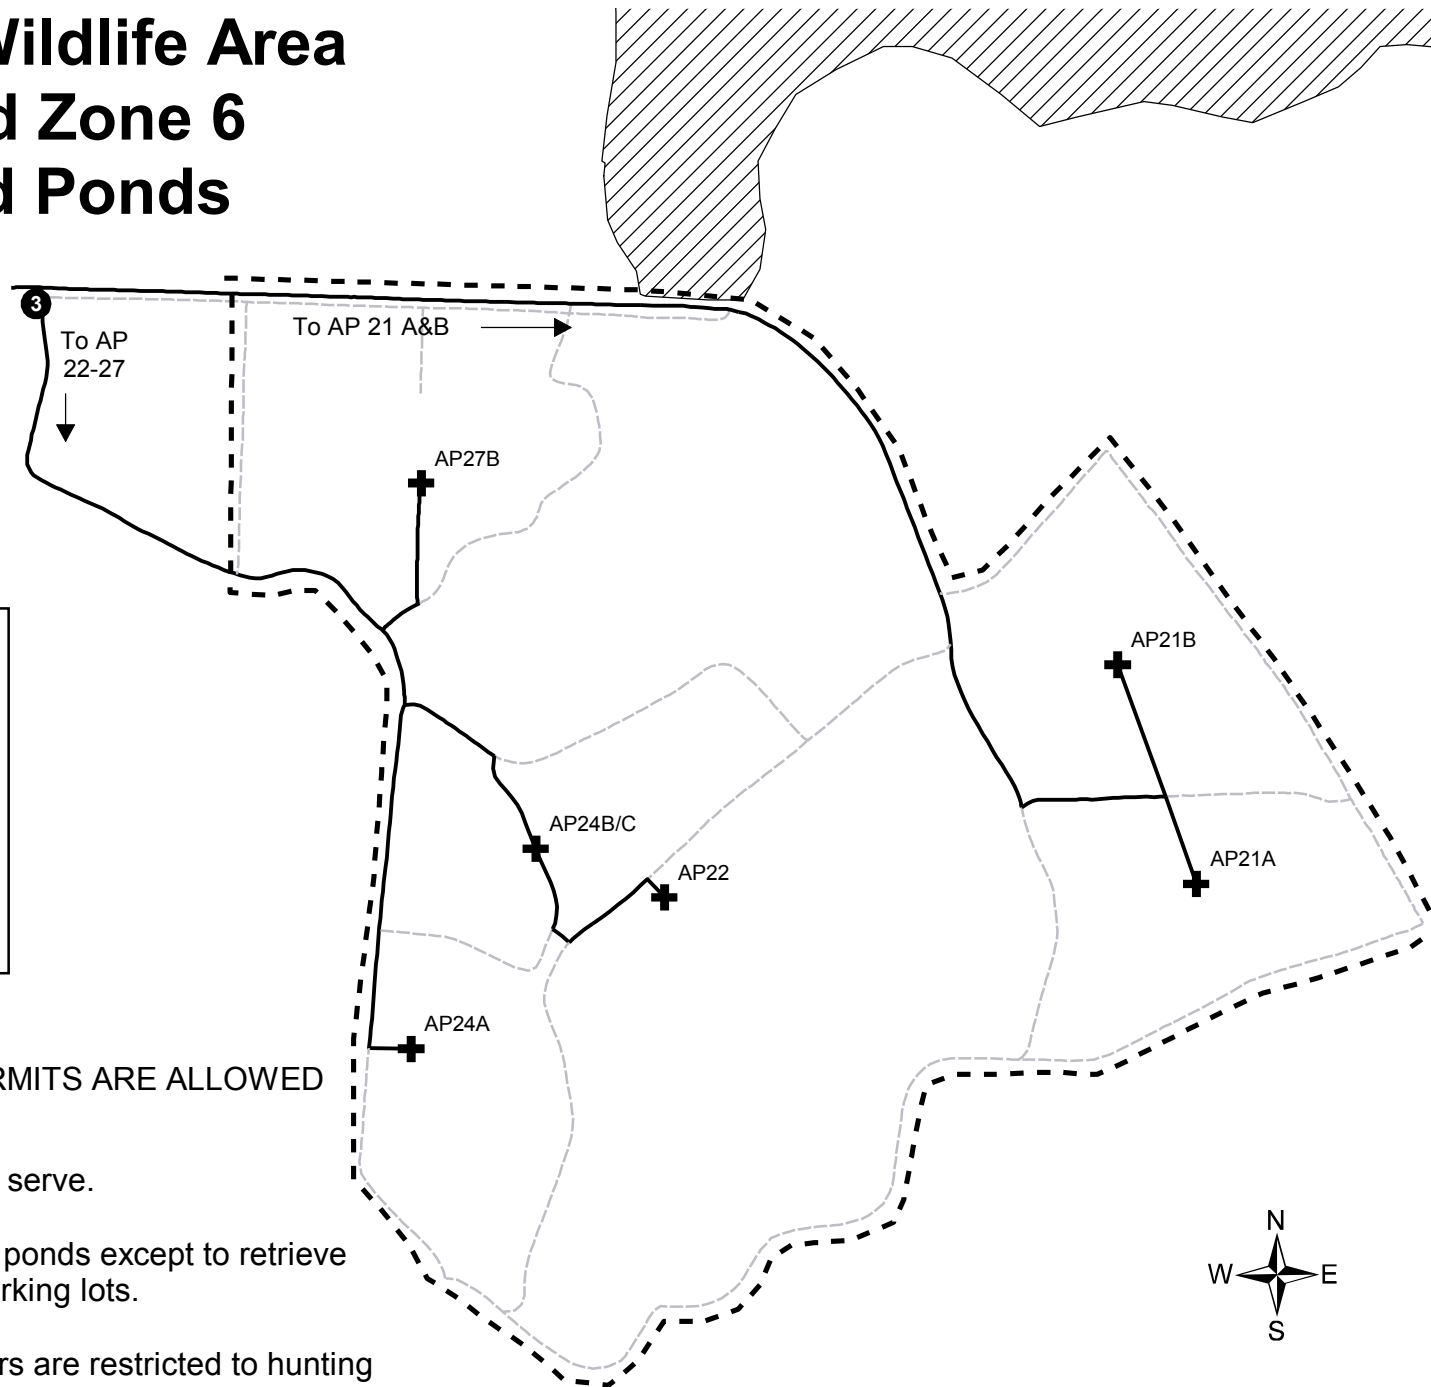 Wildlife Area
d Zone 6
d Ponds
3
To AP
22-27
To AP 21 A&B
AP27B
AP21B
AP24B/C
AP22
AP21A
AP24A
RMITS ARE ALLOWED
serve.
ponds except to retrieve
rking lots.
rs are restricted to hunting
N
W E
S